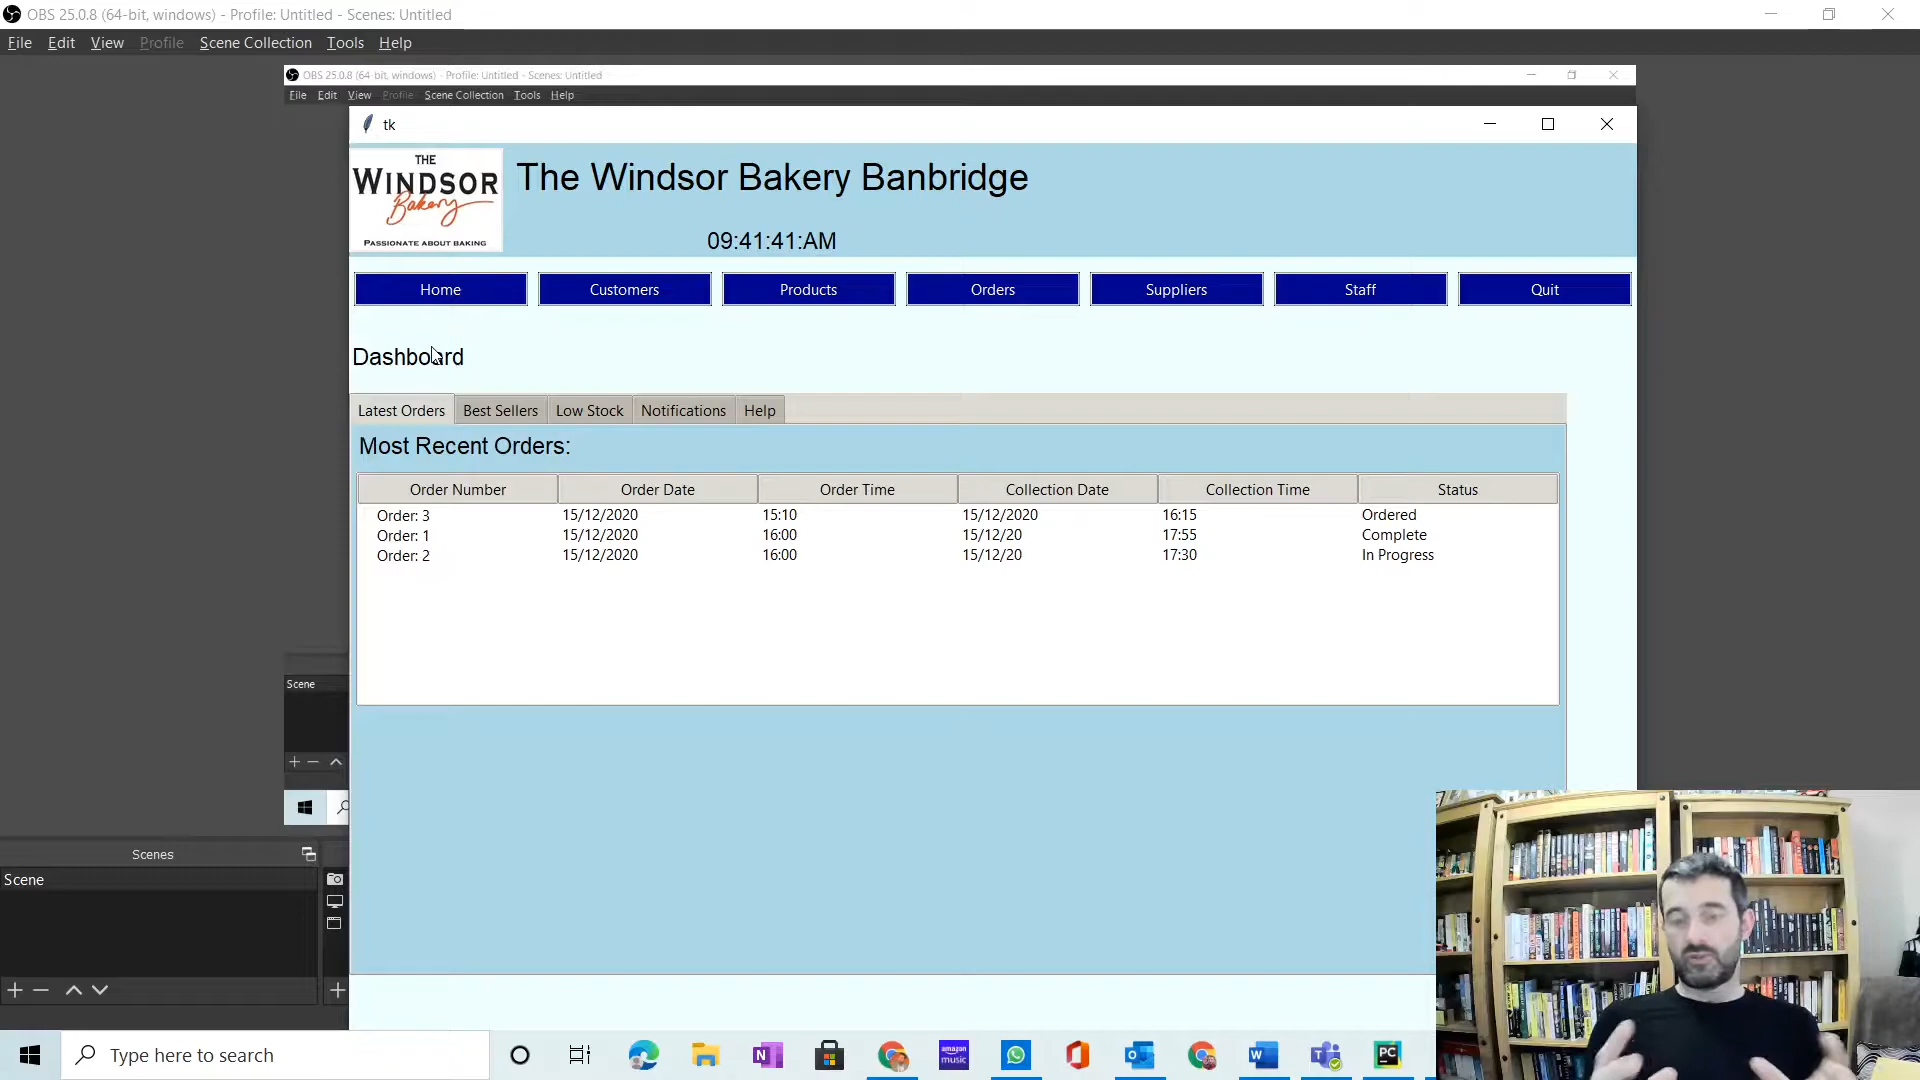 OBS 25.0.8 (64-bit, windows) - Profile: Untitled - Scenes: Untitled
File Edit View Profile Scene Collection Tools Help
OBS 25.0.8 (64-bit, windows) - Profile: Untitled - Scenes: Untitled
File Edit View Profile Scene Collection Tools Help
tk
THE
WINDSOR
Bakery
PASSIONATE ABOUT BAKING
The Windsor Bakery Banbridge
09:41:41:AM
Home Customers Products Orders Suppliers Staff Quit
Dashboard
Latest Orders Best Sellers Low Stock Notifications Help
Most Recent Orders:
Order Number Order Date Order Time Collection Date Collection Time Status
Order: 3 15/12/2020 15:10 15/12/2020 16:15 Ordered
Order: 1 15/12/2020 16:00 15/12/20 17:55 Complete
Order: 2 15/12/2020 16:00 15/12/20 17:30 In Progress
Scene
Scenes
Scene
Type here to search
N
amazon
music
W
PC